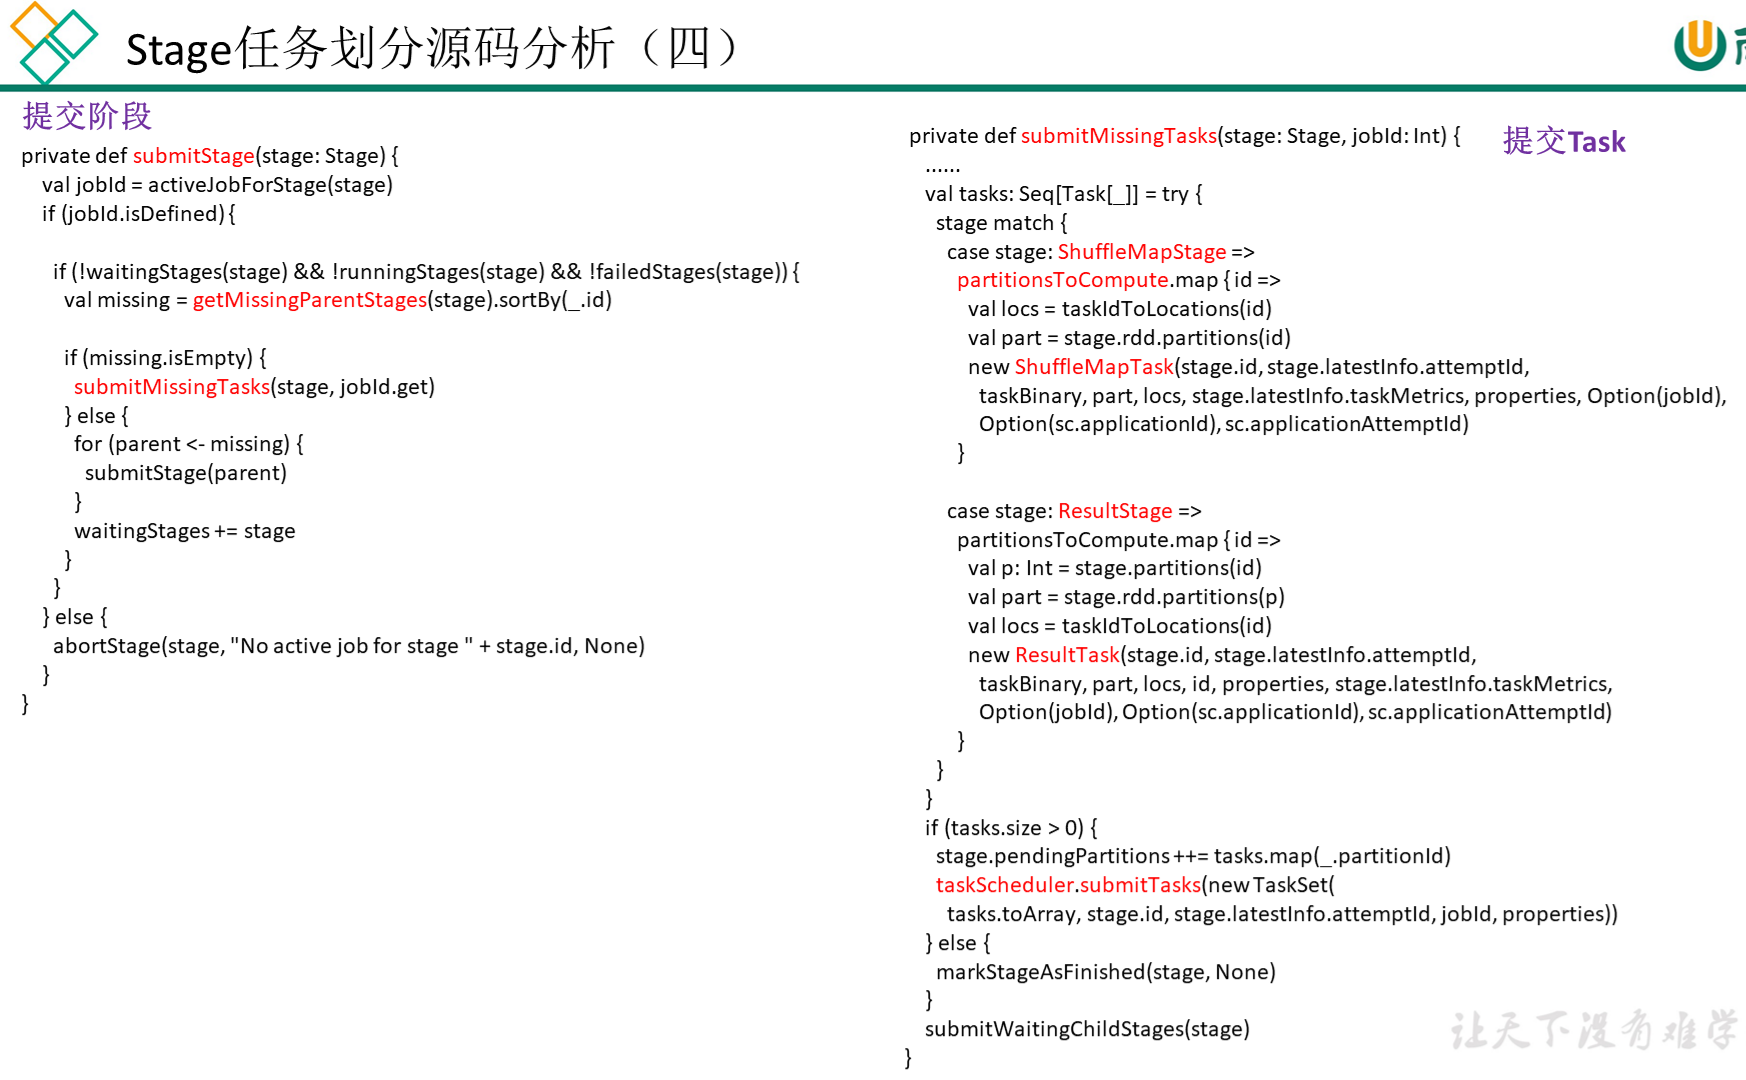 Stage任务划分源码分析（四）
提交阶段
private def submitStage(stage: Stage) {
val jobId = activeJobForStage(stage)
if (jobId.isDefined) {
if (!waitingStages(stage) && !runningStages(stage) && !failedStages(stage)) {
val missing = getMissingParentStages(stage).sortBy(_.id)
if (missing.isEmpty) {
submitMissingTasks(stage, jobId.get)
} else {
for (parent <- missing) {
submitStage(parent)
}
waitingStages += stage
}
}
} else {
abortStage(stage, "No active job for stage " + stage.id, None)
}
}
提交Task
private def submitMissingTasks(stage: Stage, jobId: Int) {
......
val tasks: Seq[Task[_]] = try {
stage match {
case stage: ShuffleMapStage =>
partitionsToCompute.map { id =>
val locs = taskIdToLocations(id)
val part = stage.rdd.partitions(id)
new ShuffleMapTask(stage.id, stage.latestInfo.attemptId,
taskBinary, part, locs, stage.latestInfo.taskMetrics, properties, Option(jobId),
Option(sc.applicationId), sc.applicationAttemptId)
}
case stage: ResultStage =>
partitionsToCompute.map { id =>
val p: Int = stage.partitions(id)
val part = stage.rdd.partitions(p)
val locs = taskIdToLocations(id)
new ResultTask(stage.id, stage.latestInfo.attemptId,
taskBinary, part, locs, id, properties, stage.latestInfo.taskMetrics,
Option(jobId), Option(sc.applicationId), sc.applicationAttemptId)
}
}
}
if (tasks.size > 0) {
stage.pendingPartitions ++= tasks.map(_.partitionId)
taskScheduler.submitTasks(new TaskSet(
tasks.toArray, stage.id, stage.latestInfo.attemptId, jobId, properties))
} else {
markStageAsFinished(stage, None)
}
submitWaitingChildStages(stage)
}
让天下没有难学